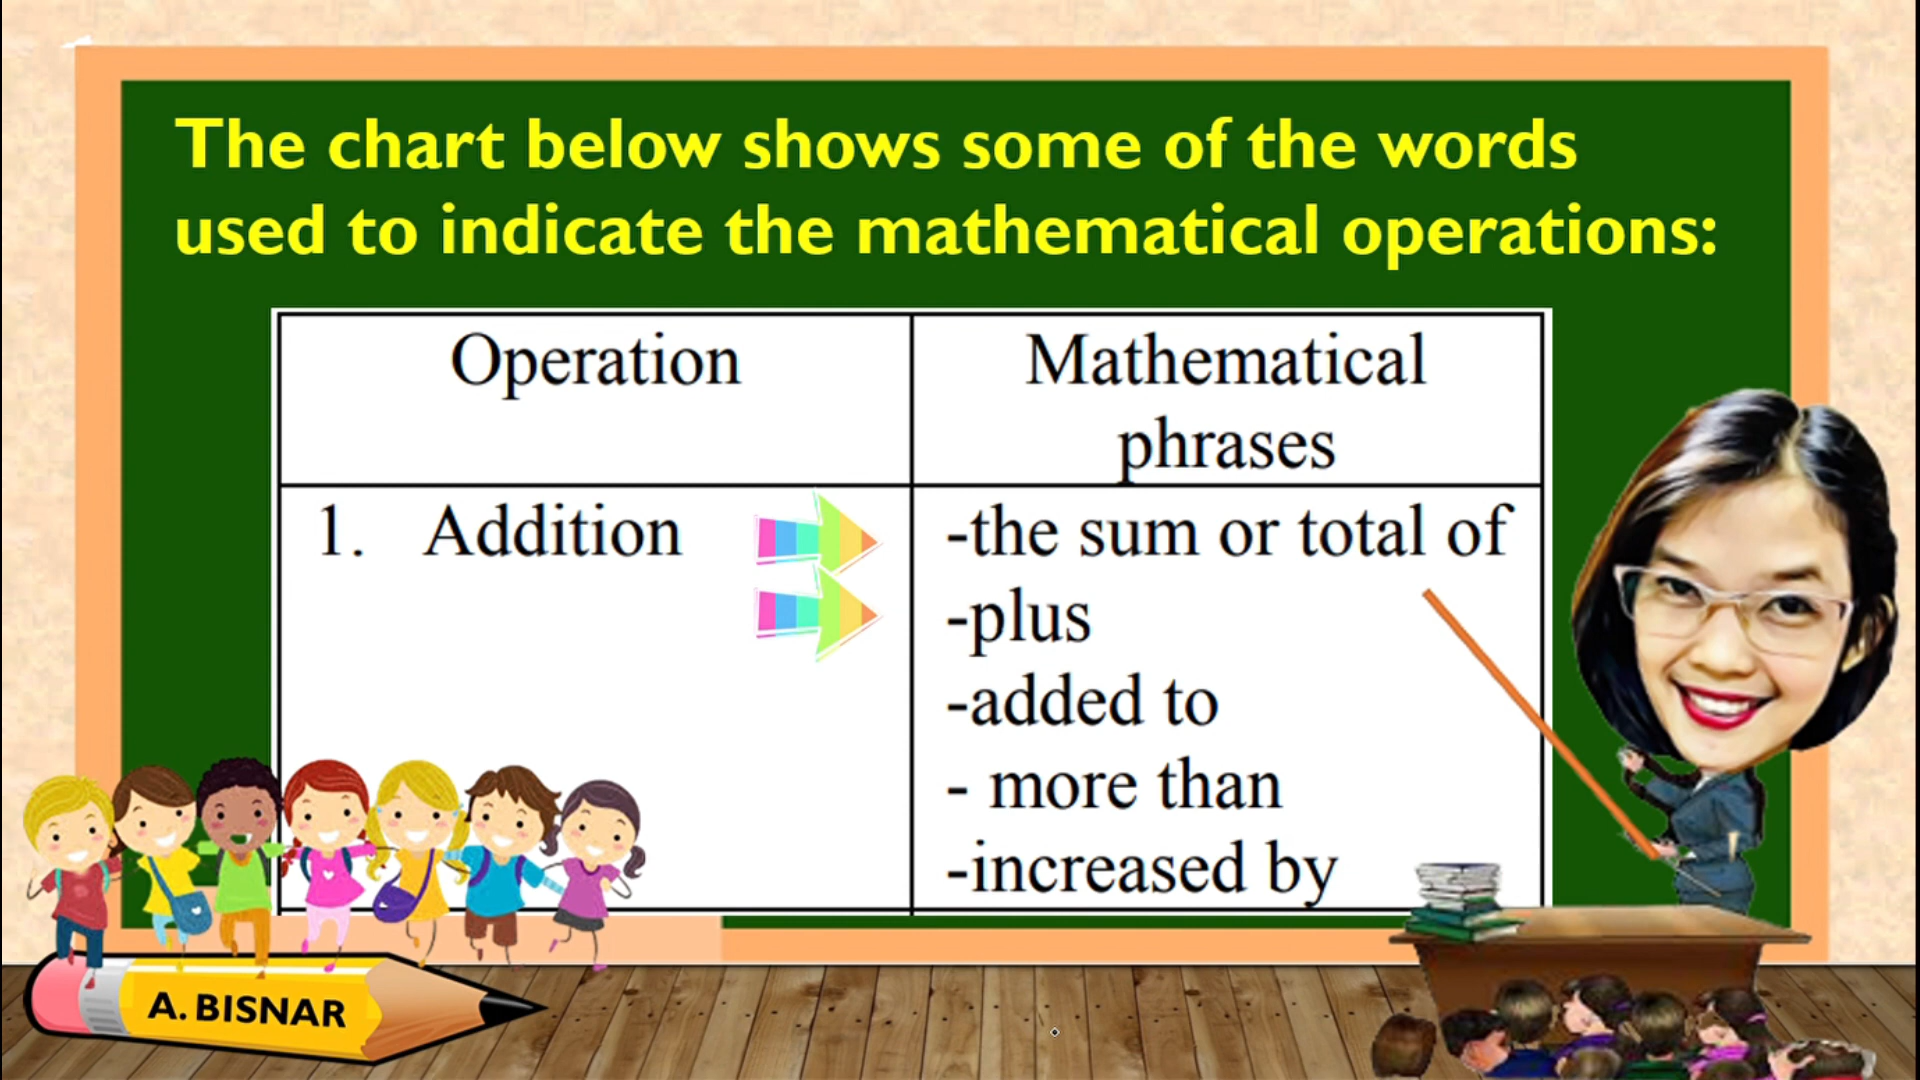 The chart below shows some of the words
used to indicate the mathematical operations:
Operation
Mathematical
phrases
1. Addition
-the sum or total of
-plus
-added to
- more than
-increased by
A. BISNAR